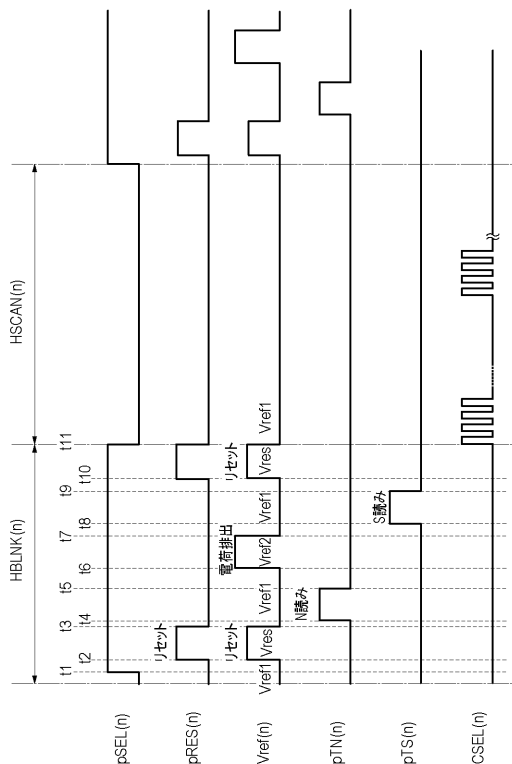 HBLNK(n)
HSCAN(n)
t1
t2
t3
t4
t5
t6
t7
t8
t9
t10
t11
pSEL(n)
pRES(n)
リセット
Vref(n)
リセット
電荷排出
リセット
Vref1
Vres
Vref1
Vref2
Vref1
Vres
Vref1
pTN(n)
N読み
pTS(n)
S読み
CSEL(n)